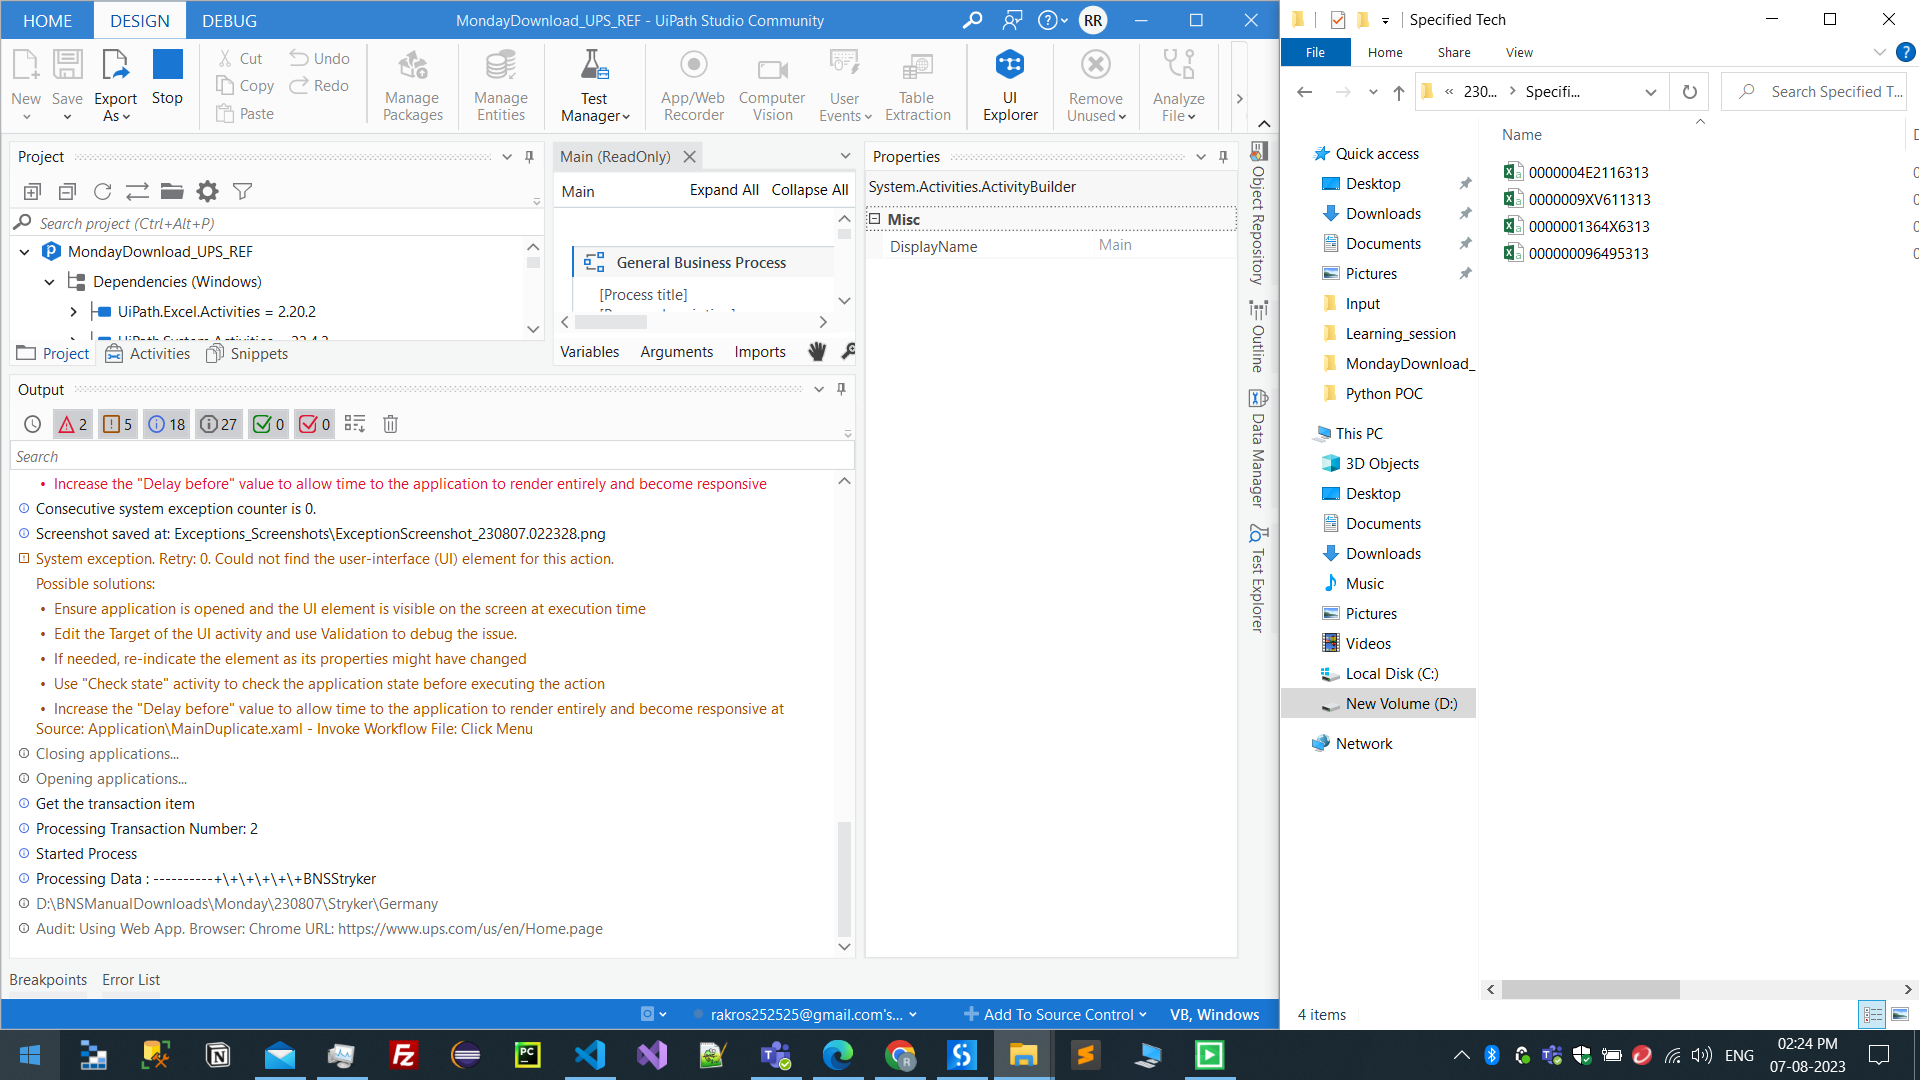 HOME
DESIGN
DEBUG
MondayDownload_UPS_REF - UiPath Studio Community
RR
New
Save
Export As
Stop
Cut
Copy
Paste
Undo
Redo
Manage Packages
Manage Entities
Test Manager
App/Web Recorder
Computer Vision
User Events
Table Extraction
UI Explorer
Remove Unused
Analyze File
Project
Search project (Ctrl+Alt+P)
MondayDownload_UPS_REF
Dependencies (Windows)
UiPath.Excel.Activities = 2.20.2
Project
Activities
Snippets
Main (ReadOnly)
Main
Expand All
Collapse All
General Business Process
[Process title]
Variables
Arguments
Imports
Properties
System.Activities.ActivityBuilder
Misc
DisplayName
Main
Object Repository
Outline
Data Manager
Test Explorer
Output
2
5
18
27
0
0
Search
• Increase the "Delay before" value to allow time to the application to render entirely and become responsive
Consecutive system exception counter is 0.
Screenshot saved at: Exceptions_Screenshots\ExceptionScreenshot_230807.022328.png
System exception. Retry: 0. Could not find the user-interface (UI) element for this action.
Possible solutions:
• Ensure application is opened and the UI element is visible on the screen at execution time
• Edit the Target of the UI activity and use Validation to debug the issue.
• If needed, re-indicate the element as its properties might have changed
• Use "Check state" activity to check the application state before executing the action
• Increase the "Delay before" value to allow time to the application to render entirely and become responsive at
Source: Application\MainDuplicate.xaml - Invoke Workflow File: Click Menu
Closing applications...
Opening applications...
Get the transaction item
Processing Transaction Number: 2
Started Process
Processing Data : ----------+\+\+\+\+\+\+BNSStryker
D:\BNSManualDownloads\Monday\230807\Stryker\Germany
Audit: Using Web App. Browser: Chrome URL: https://www.ups.com/us/en/Home.page
Breakpoints
Error List
rakros252525@gmail.com's...
Add To Source Control
VB, Windows
Specified Tech
File
Home
Share
View
« 230...
Specifi...
Search Specified T...
Name
0000004E2116313
0000009XV611313
0000001364X6313
000000096495313
Quick access
Desktop
Downloads
Documents
Pictures
Input
Learning_session
MondayDownload_
Python POC
This PC
3D Objects
Desktop
Documents
Downloads
Music
Pictures
Videos
Local Disk (C:)
New Volume (D:)
Network
4 items
ENG
02:24 PM
07-08-2023